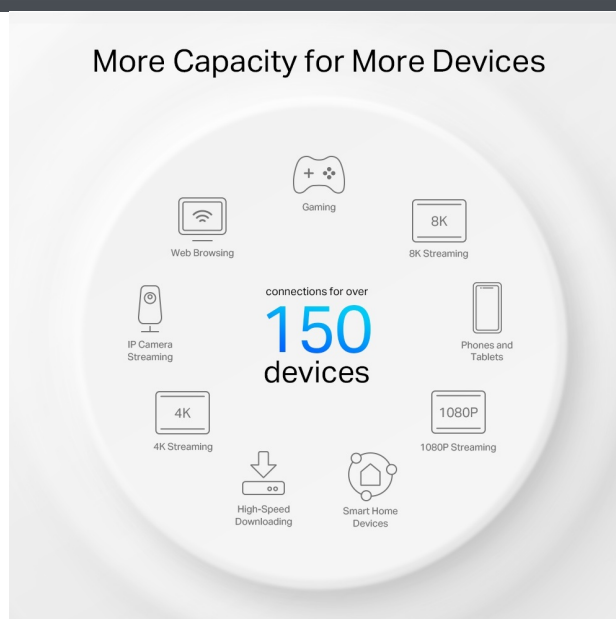 More Capacity for More Devices
Gaming
8K
8K Streaming
Web Browsing
connections for over
150
devices
IP Camera
Streaming
Phones and
Tablets
4K
4K Streaming
1080P
1080P Streaming
High-Speed
Downloading
Smart Home
Devices